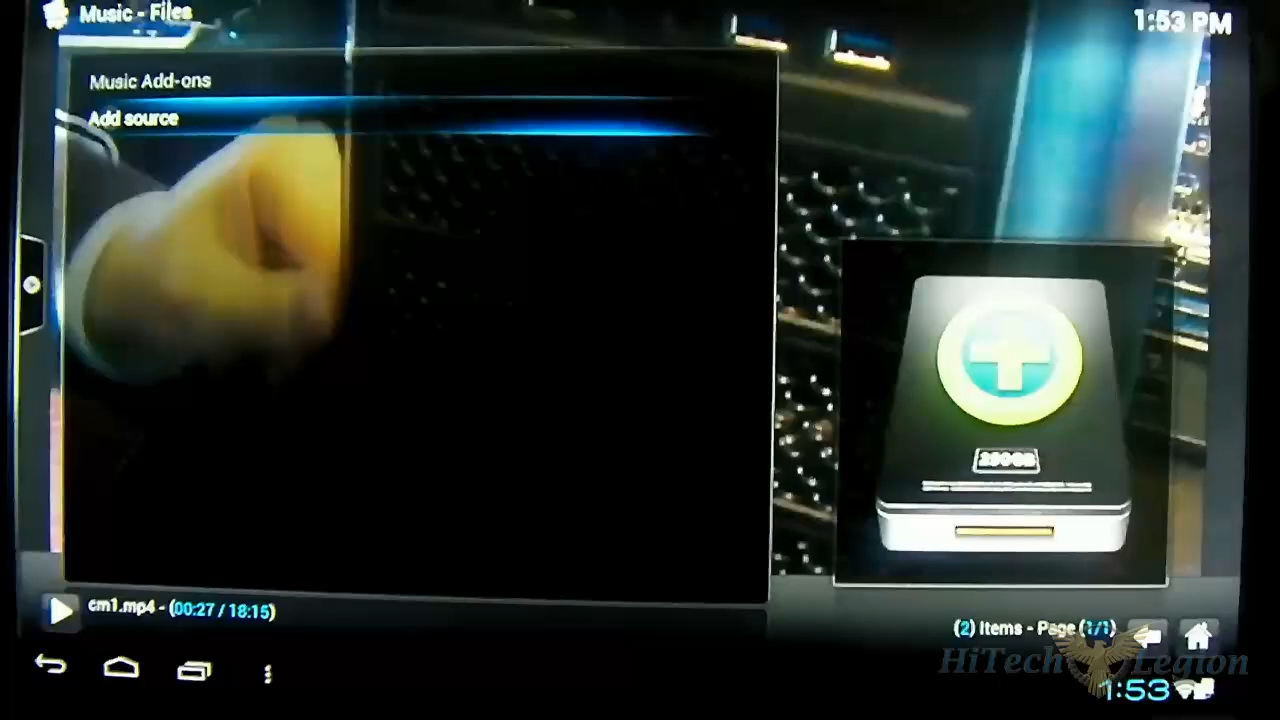 Music - Files
1:53 PM
Music Add-ons
Add source
250GB
cm1.mp4 - (00:27 / 18:15)
(2) Items - Page (1/1)
HiTech Legion
1:53